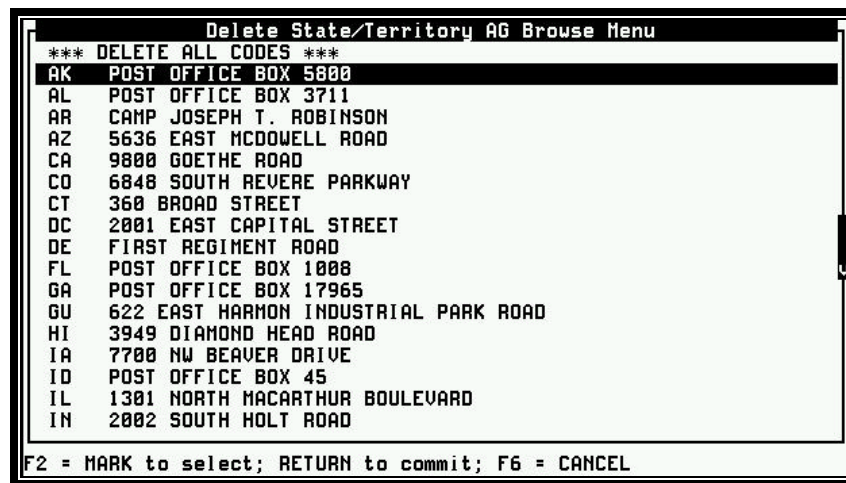 Delete State/Territory AG Browse Menu
*** DELETE ALL CODES ***
AK POST OFFICE BOX 5800
AL POST OFFICE BOX 3711
AR CAMP JOSEPH T. ROBINSON
AZ 5636 EAST MCDOWELL ROAD
CA 9800 GOETHE ROAD
CO 6848 SOUTH REVERE PARKWAY
CT 360 BROAD STREET
DC 2001 EAST CAPITAL STREET
DE FIRST REGIMENT ROAD
FL POST OFFICE BOX 1008
GA POST OFFICE BOX 17965
GU 622 EAST HARMON INDUSTRIAL PARK ROAD
HI 3949 DIAMOND HEAD ROAD
IA 7700 NW BEAVER DRIVE
ID POST OFFICE BOX 45
IL 1301 NORTH MACARTHUR BOULEVARD
IN 2002 SOUTH HOLT ROAD
F2 = MARK to select; RETURN to commit; F6 = CANCEL